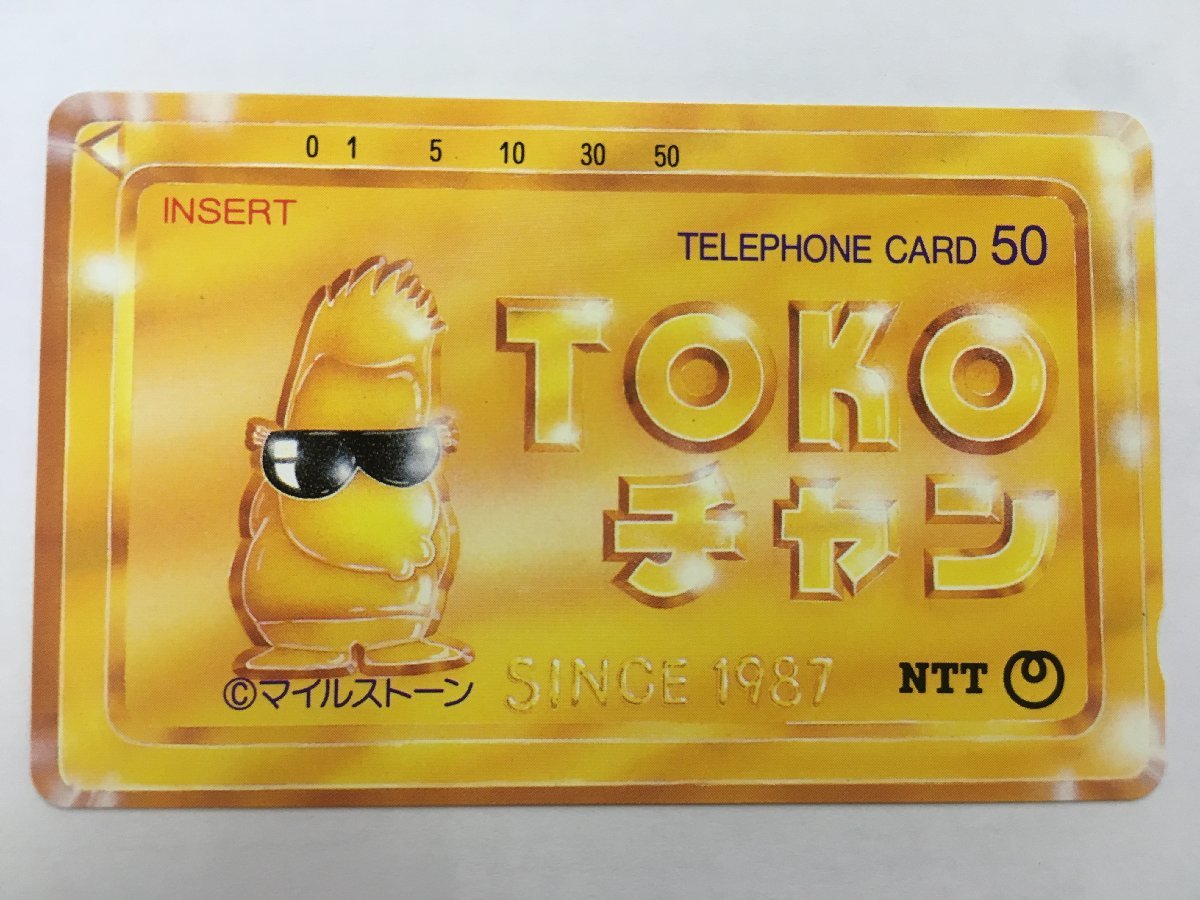 0 1 5 10 30 50
INSERT
TELEPHONE CARD 50
TOKO
チャン
SINCE 1987
©マイルストーン
NTT